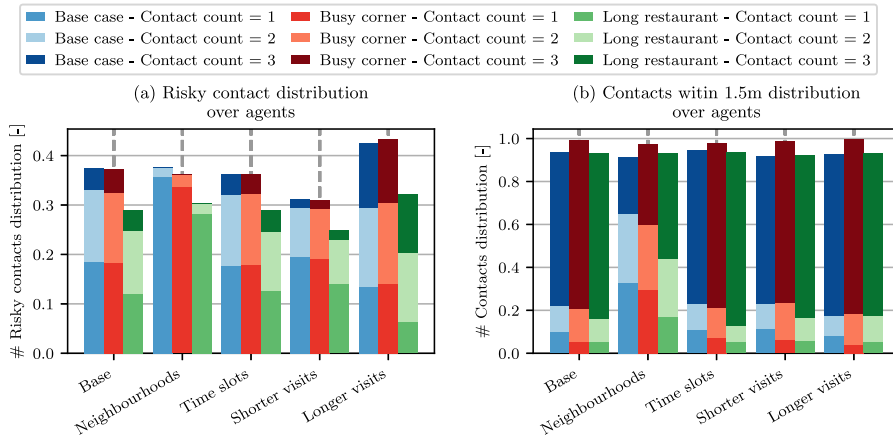 Base case - Contact count = 1
Busy corner - Contact count = 1
Long restaurant - Contact count = 1
Base case - Contact count = 2
Busy corner - Contact count = 2
Long restaurant - Contact count = 2
Base case - Contact count = 3
Busy corner - Contact count = 3
Long restaurant - Contact count = 3
(a) Risky contact distribution
over agents
# Risky contacts distribution [-]
0.4
0.3
0.2
0.1
0.0
Base
Neighbourhoods
Time slots
Shorter visits
Longer visits
(b) Contacts witin 1.5m distribution
over agents
# Contacts distribution [-]
1.0
0.8
0.6
0.4
0.2
0.0
Base
Neighbourhoods
Time slots
Shorter visits
Longer visits